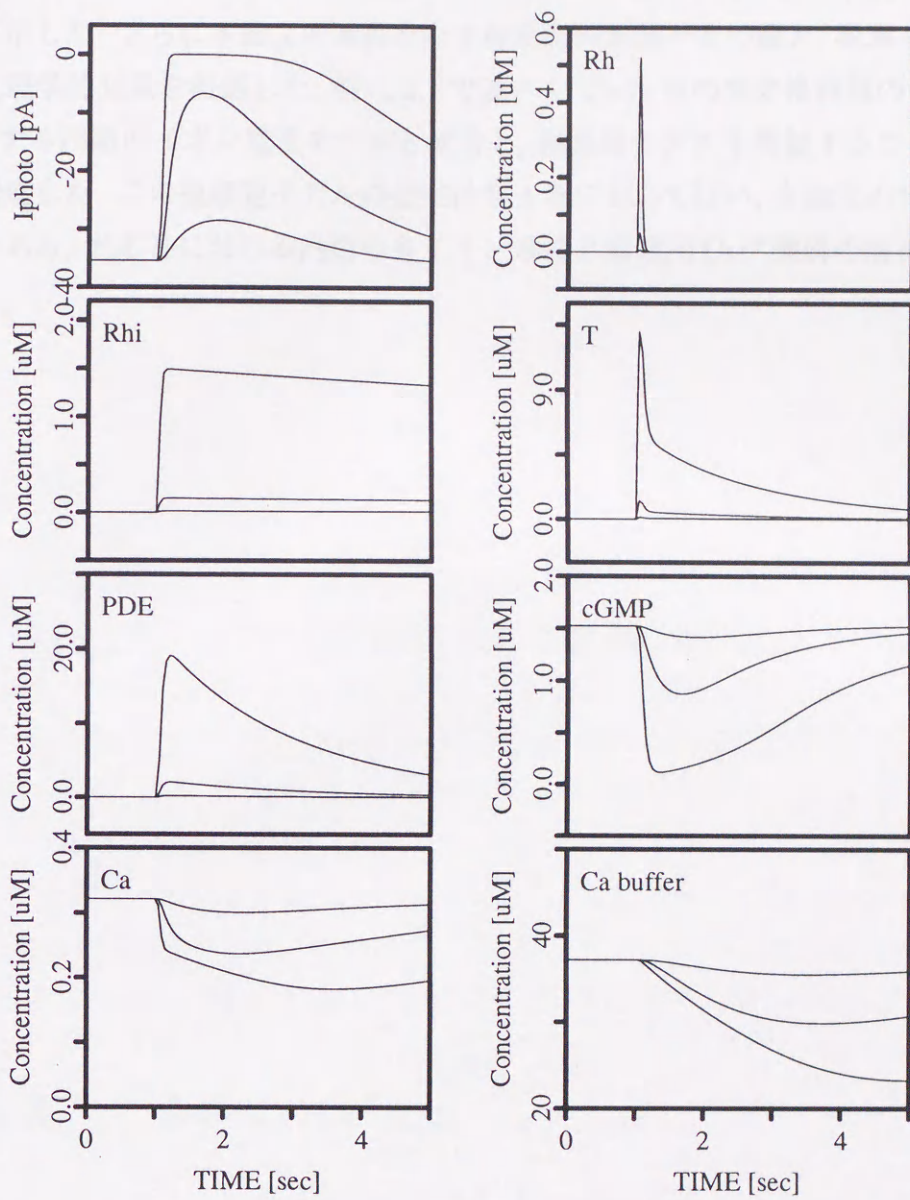 Iphoto [pA]
0
-20
-40
Concentration [uM]
0.6
0.4
0.2
0.0
Rh
Concentration [uM]
2.0
1.0
0.0
Rhi
Concentration [uM]
9.0
0.0
T
Concentration [uM]
20.0
0.0
PDE
Concentration [uM]
2.0
1.0
0.0
cGMP
Concentration [uM]
0.4
0.2
0.0
Ca
Concentration [uM]
40
20
Ca buffer
0 2 4
TIME [sec]
0 2 4
TIME [sec]